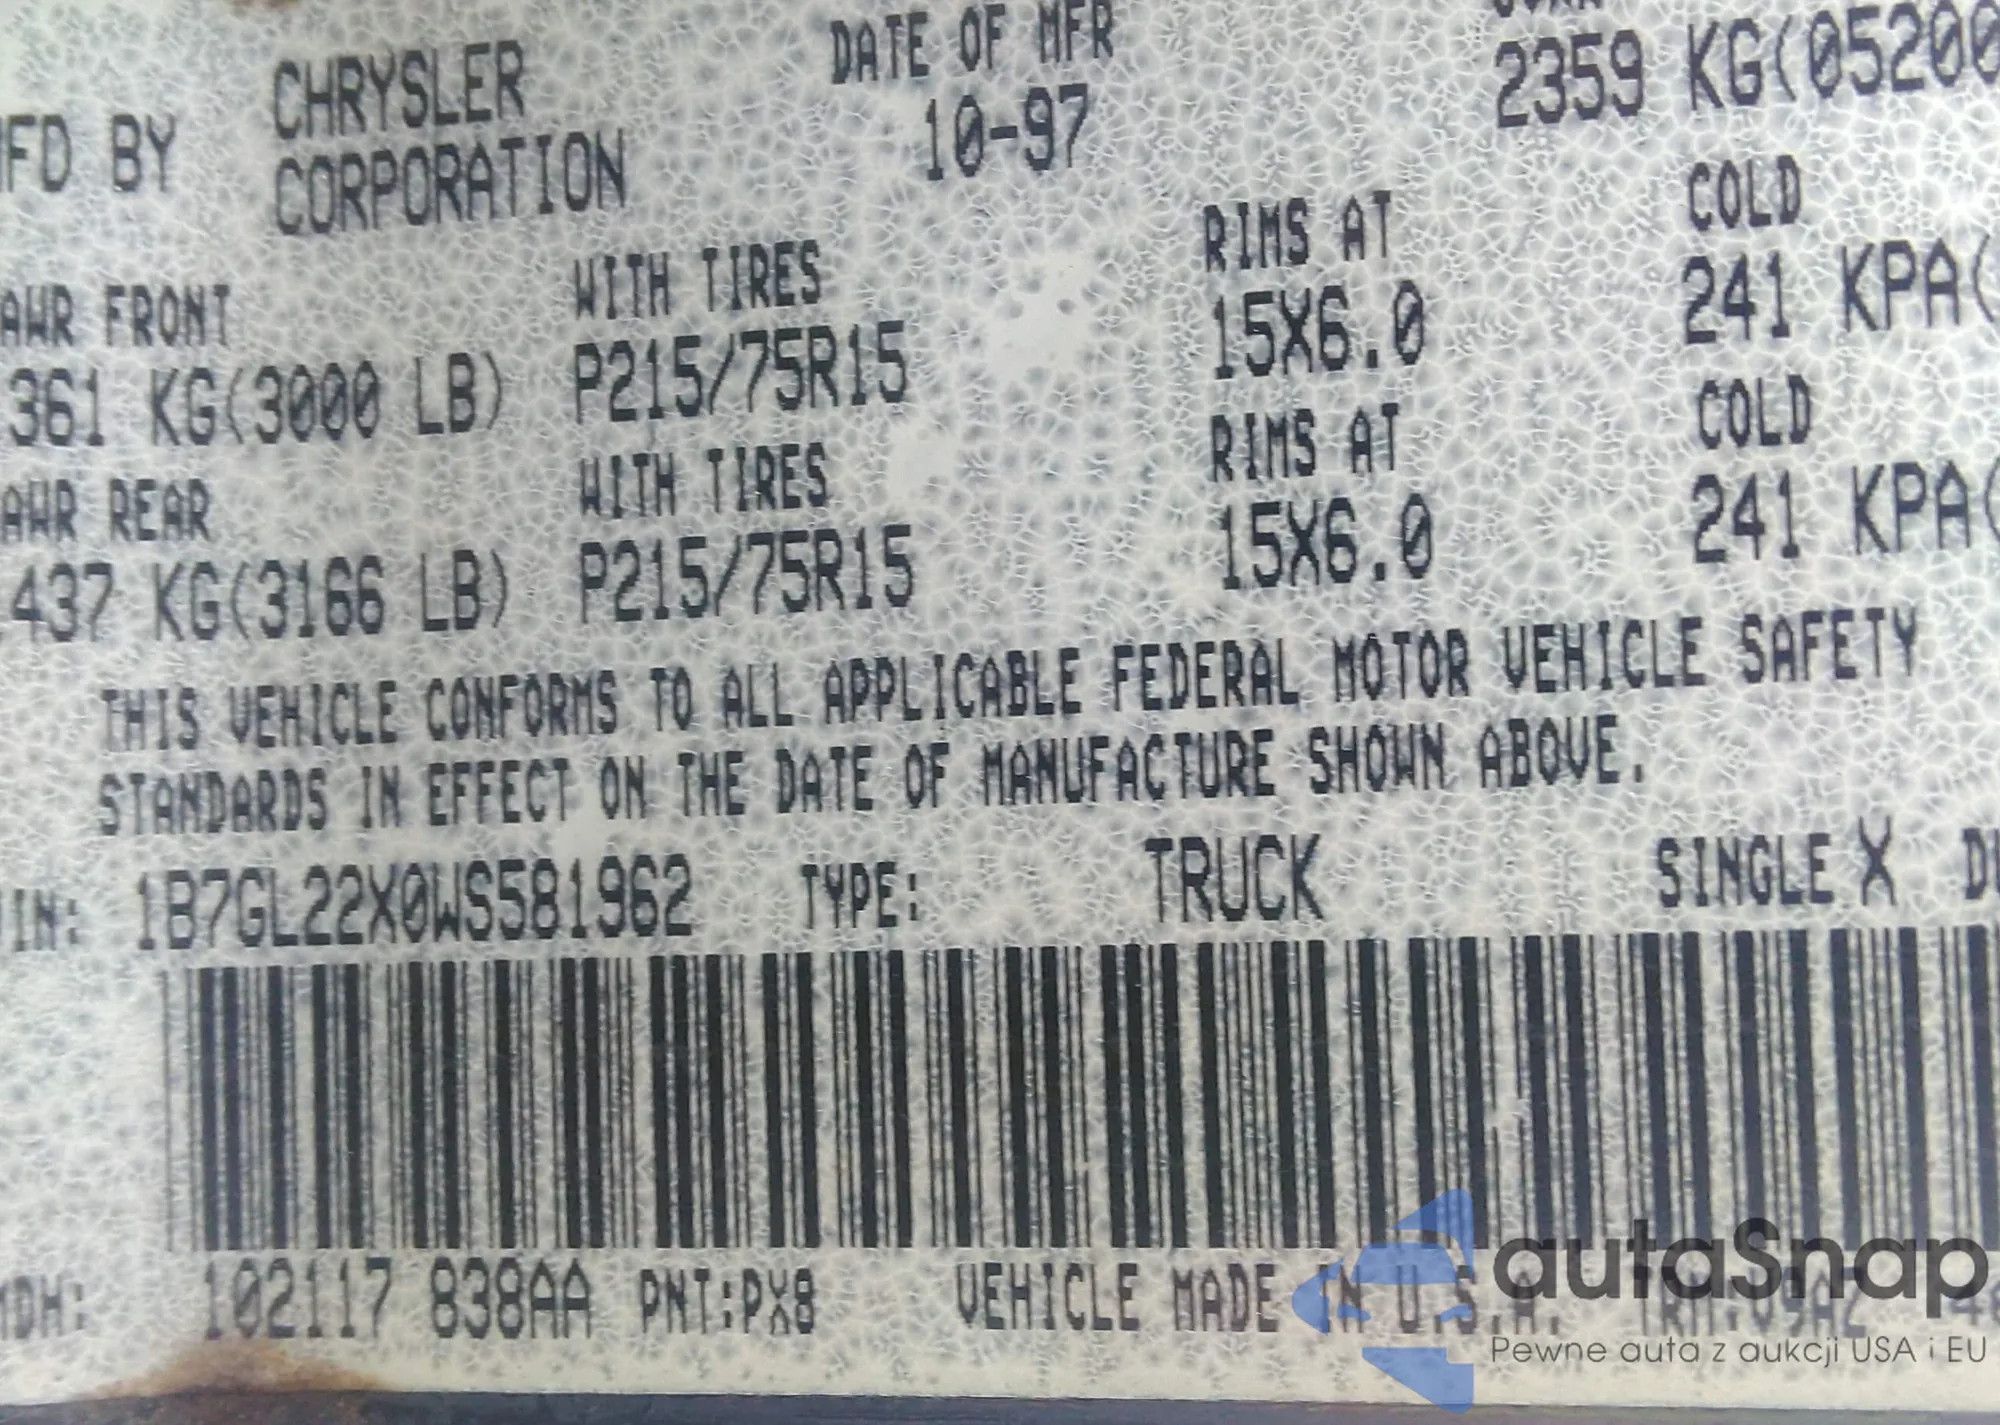 MFD BY CHRYSLER CORPORATION DATE OF MFR 10-97 2359 KG(05200
AWR FRONT WITH TIRES RIMS AT COLD
361 KG(3000 LB) P215/75R15 15X6.0 241 KPA(
AWR REAR WITH TIRES RIMS AT COLD
437 KG(3166 LB) P215/75R15 15X6.0 241 KPA(
THIS VEHICLE CONFORMS TO ALL APPLICABLE FEDERAL MOTOR VEHICLE SAFETY
STANDARDS IN EFFECT ON THE DATE OF MANUFACTURE SHOWN ABOVE.
IN: 1B7GL22X0WS581962 TYPE: TRUCK SINGLE X DU
MDH: 102117 838AA PNT:PX8 VEHICLE MADE IN U.S.A.
autaSnap
Pewne auta z aukcji USA i EU